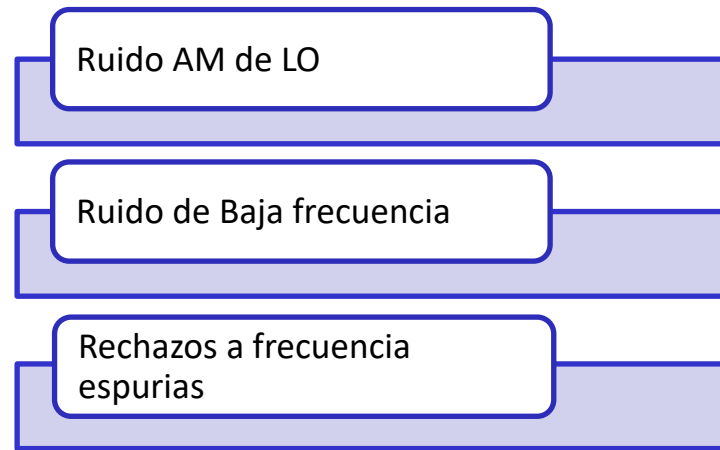 Ruido AM de LO
Ruido de Baja frecuencia
Rechazos a frecuencia
espurias